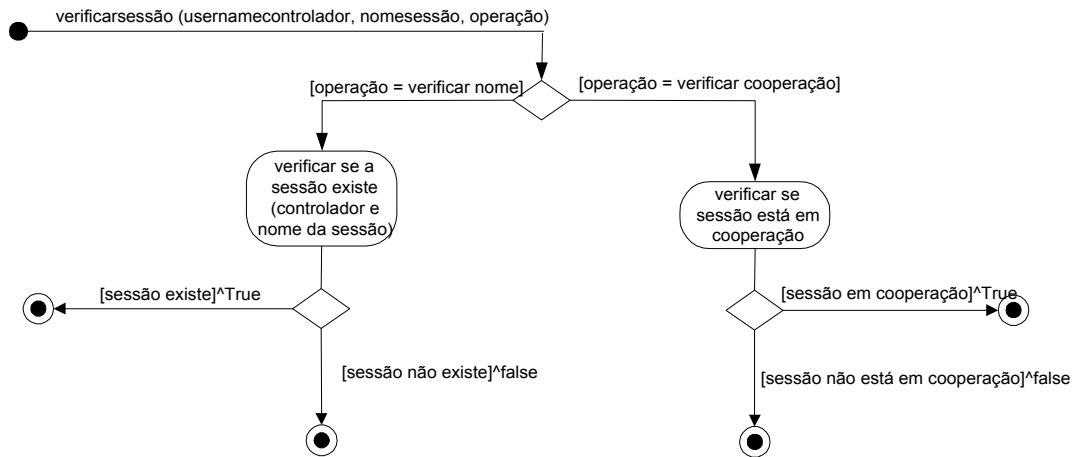 verificarsessão (usernamecontrolador, nomesessão, operação)
[operação = verificar nome]
[operação = verificar cooperação]
verificar se a
sessão existe
(controlador e
nome da sessão)
verificar se
sessão está em
cooperação
[sessão existe]^True
[sessão em cooperação]^True
[sessão não existe]^false
[sessão não está em cooperação]^false